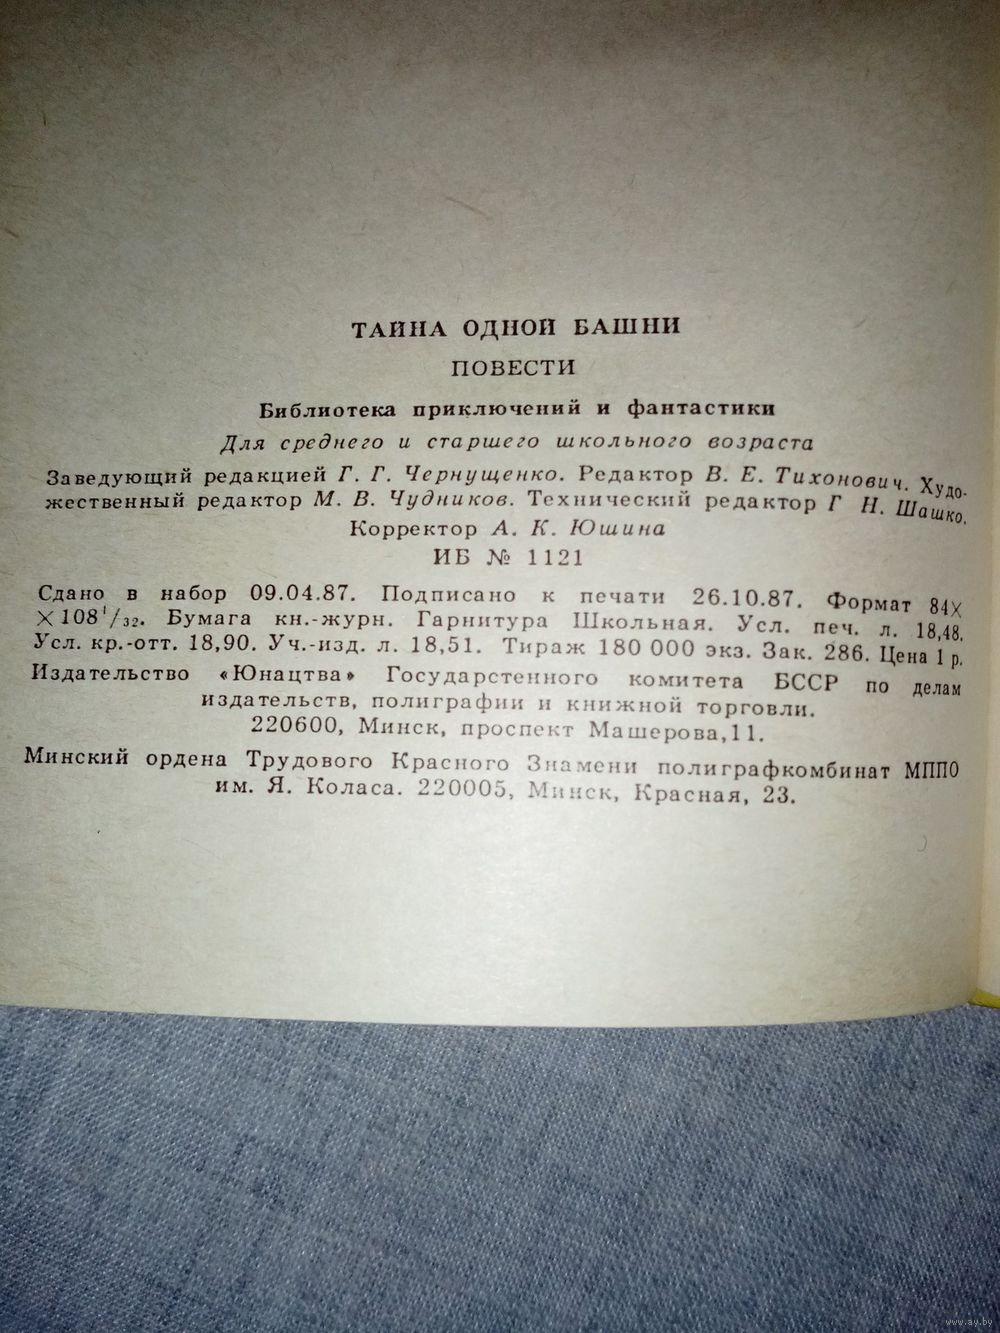 ТАЙНА ОДНОЙ БАШНИ
ПОВЕСТИ
Библиотека приключений и фантастики
Для среднего и старшего школьного возраста
Заведующий редакцией Г. Г. Чернущенко. Редактор В. Е. Тихонович. Худо-
жественный редактор М. В. Чудников. Технический редактор Г Н. Шашко.
Корректор А. К. Юшина
ИБ № 1121
Сдано в набор 09.04.87. Подписано к печати 26.10.87. Формат 84×
×108¹/₃₂. Бумага кн.-журн. Гарнитура Школьная. Усл. печ. л. 18,48.
Усл. кр.-отт. 18,90. Уч.-изд. л. 18,51. Тираж 180 000 экз. Зак. 286. Цена 1 р.
Издательство «Юнацтва» Государстенного комитета БССР по делам
издательств, полиграфии и книжной торговли.
220600, Минск, проспект Машерова,11.
Минский ордена Трудового Красного Знамени полиграфкомбинат МППО
им. Я. Коласа. 220005, Минск, Красная, 23.
www.ay.by